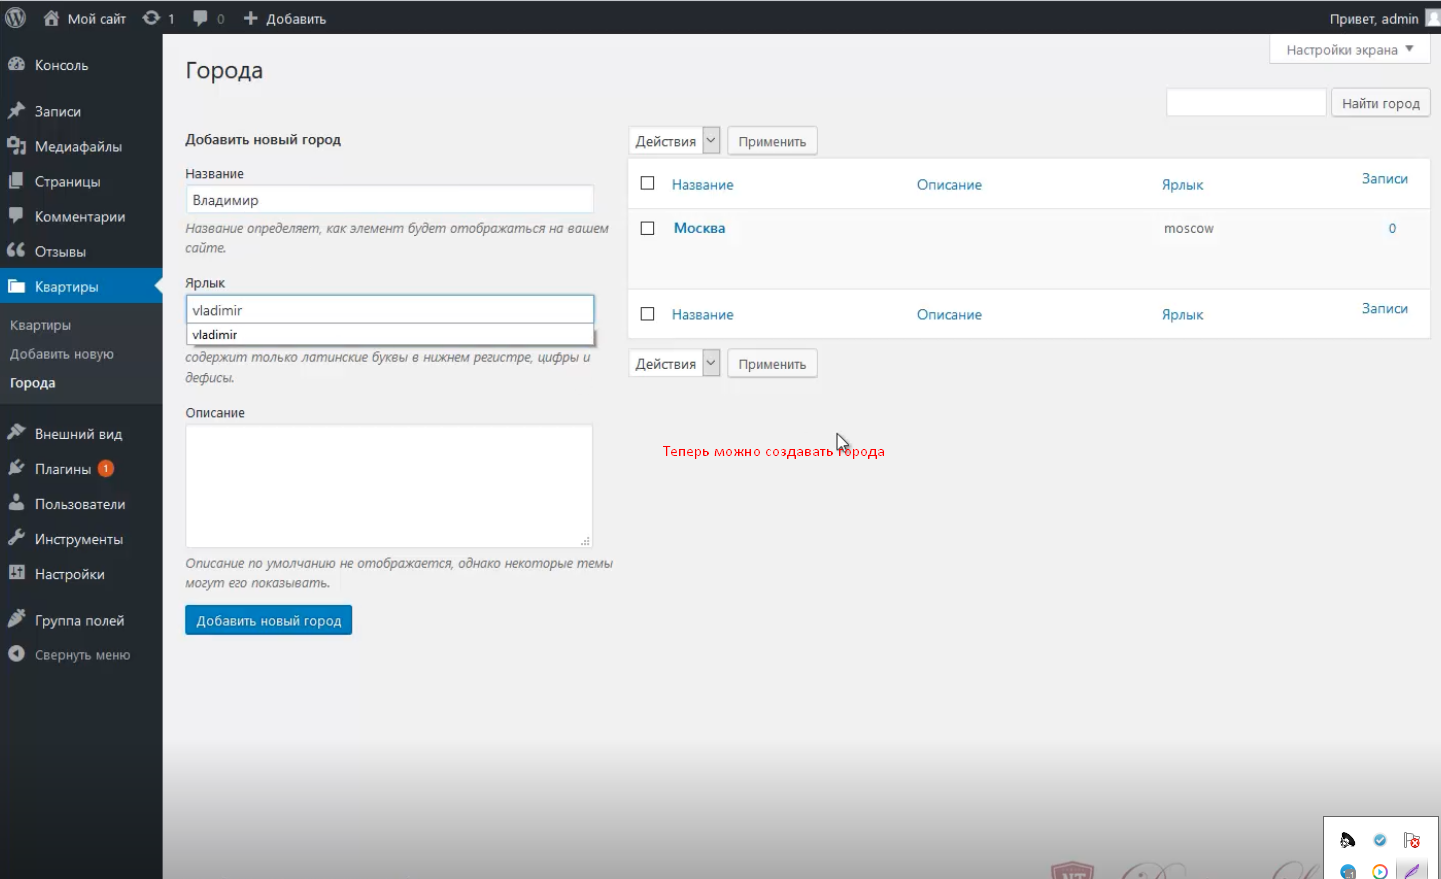 Мой сайт 1 0 Добавить
Привет, admin
Настройки экрана
Консоль
Записи
Медиафайлы
Страницы
Комментарии
Отзывы
Квартиры
Квартиры
Добавить новую
Города
Внешний вид
Плагины 1
Пользователи
Инструменты
Настройки
Группа полей
Свернуть меню
Города
Найти город
Добавить новый город
Название
Владимир
Название определяет, как элемент будет отображаться на вашем
сайте.
Ярлык
vladimir
vladimir
содержит только латинские буквы в нижнем регистре, цифры и
дефисы.
Описание
Описание по умолчанию не отображается, однако некоторые темы
могут его показывать.
Добавить новый город
Действия Применить
Название Описание Ярлык Записи
Москва moscow 0
Название Описание Ярлык Записи
Действия Применить
Теперь можно создавать города